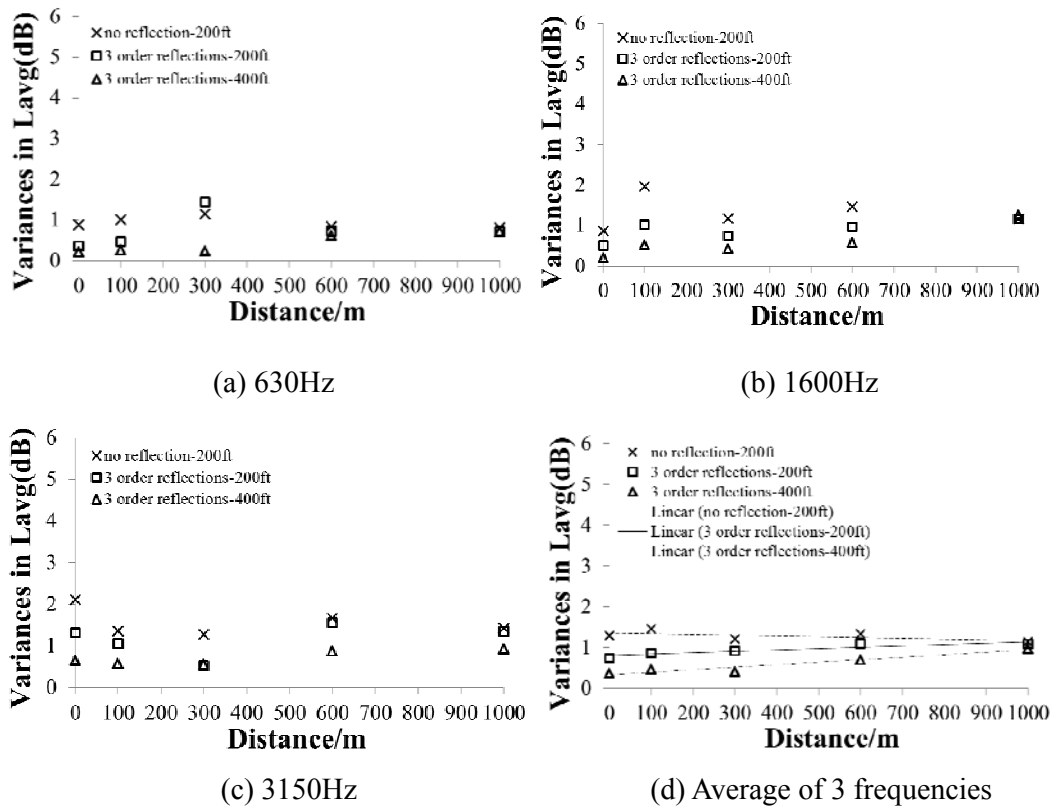 Variances in Lavg(dB)
6
5
4
3
2
1
0
no reflection-200ft
3 order reflections-200ft
3 order reflections-400ft
0 100 200 300 400 500 600 700 800 900 1000
Distance/m
(a) 630Hz
Variances in Lavg(dB)
6
5
4
3
2
1
0
no reflection-200ft
3 order reflections-200ft
3 order reflections-400ft
0 100 200 300 400 500 600 700 800 900 1000
Distance/m
(b) 1600Hz
Variances in Lavg(dB)
6
5
4
3
2
1
0
no reflection-200ft
3 order reflections-200ft
3 order reflections-400ft
0 100 200 300 400 500 600 700 800 900 1000
Distance/m
(c) 3150Hz
Variances in Lavg(dB)
6
5
4
3
2
1
0
no reflection-200ft
3 order reflections-200ft
3 order reflections-400ft
Linear (no reflection-200ft)
Linear (3 order reflections-200ft)
Linear (3 order reflections-400ft)
0 100 200 300 400 500 600 700 800 900 1000
Distance/m
(d) Average of 3 frequencies